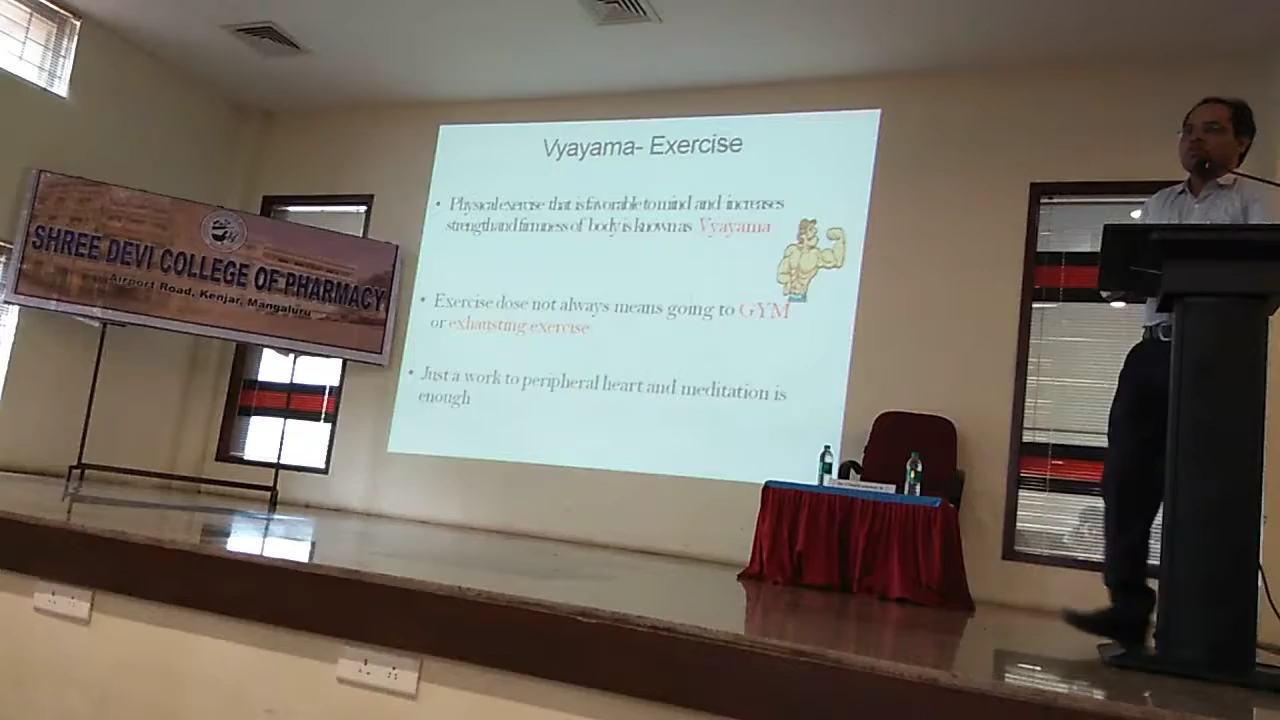 SHREE DEVI COLLEGE OF PHARMACY
Airport Road, Kenjar, Mangaluru
Vyayama- Exercise
• Physical exercise that is favorable to mind and increases
strength and firmness of body is known as Vyayama
• Exercise dose not always means going to GYM
or exhausting exercise
• Just a work to peripheral heart and meditation is
enough